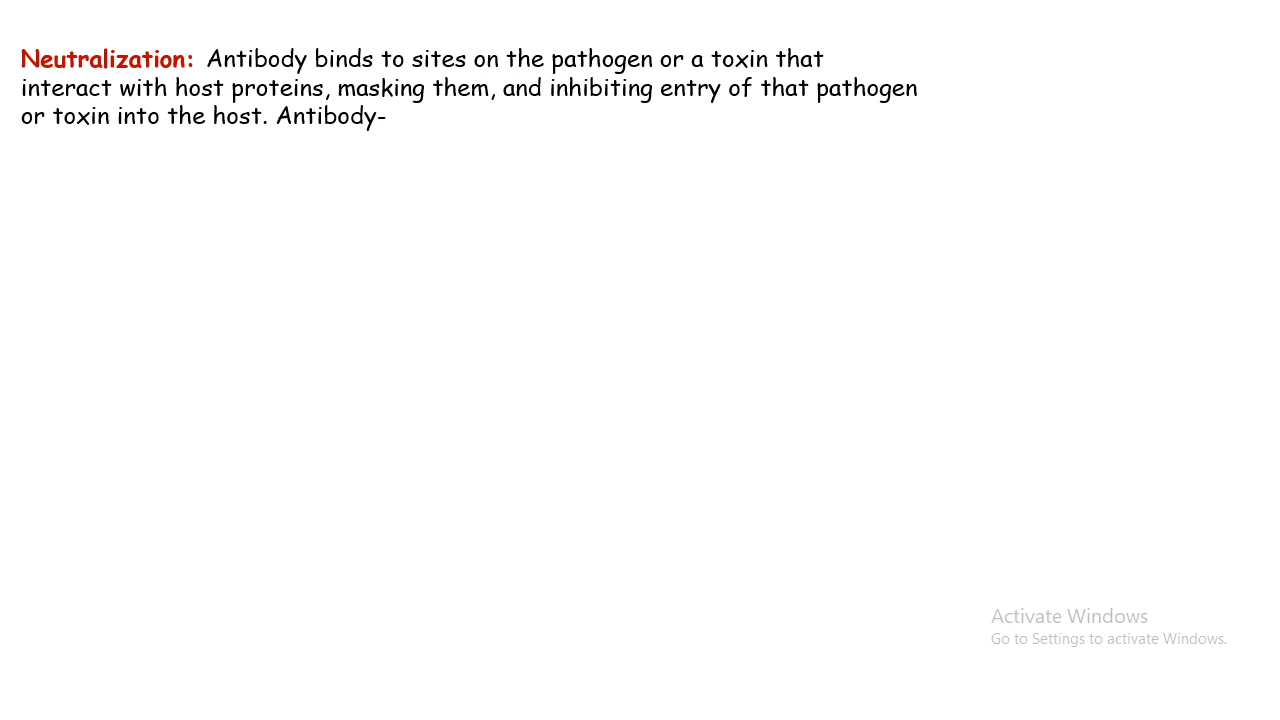 Neutralization: Antibody binds to sites on the pathogen or a toxin that
interact with host proteins, masking them, and inhibiting entry of that pathogen
or toxin into the host. Antibody-
Activate Windows
Go to Settings to activate Windows.